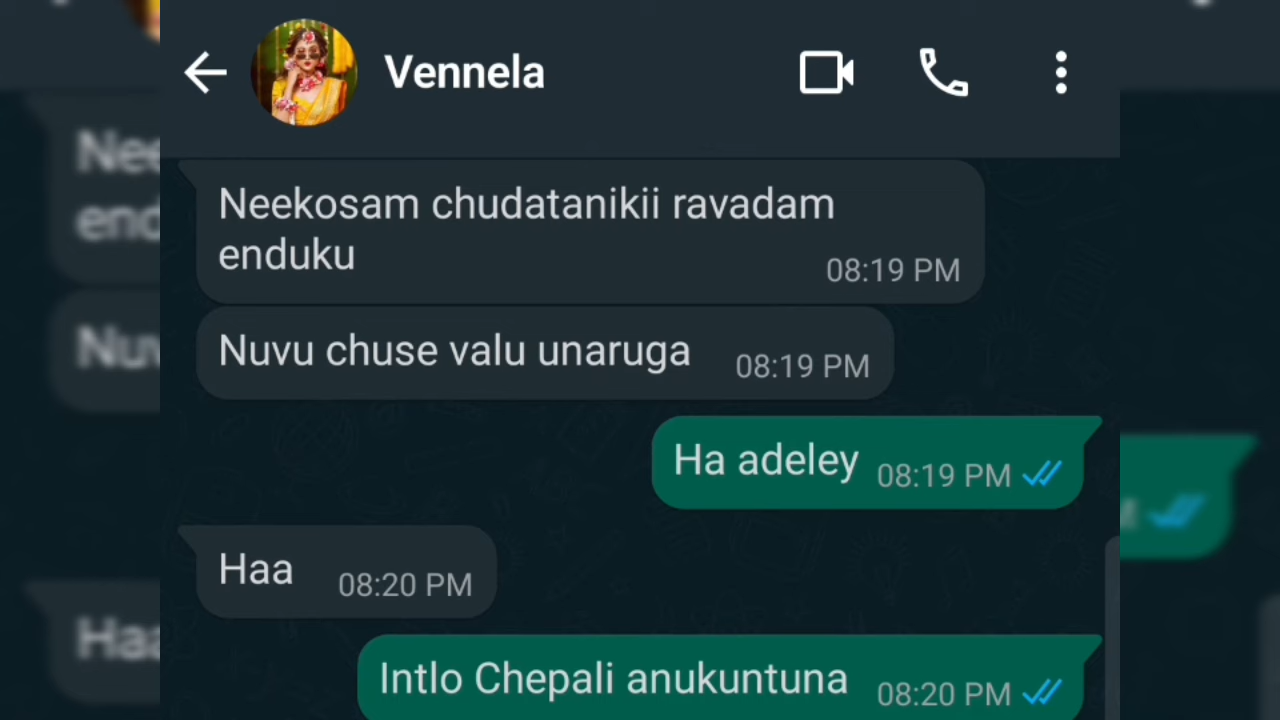 Vennela
Neekosam chudatanikii ravadam
enduku
08:19 PM
Nuvu chuse valu unaruga 08:19 PM
Ha adeley 08:19 PM
Haa 08:20 PM
Intlo Chepali anukuntuna 08:20 PM